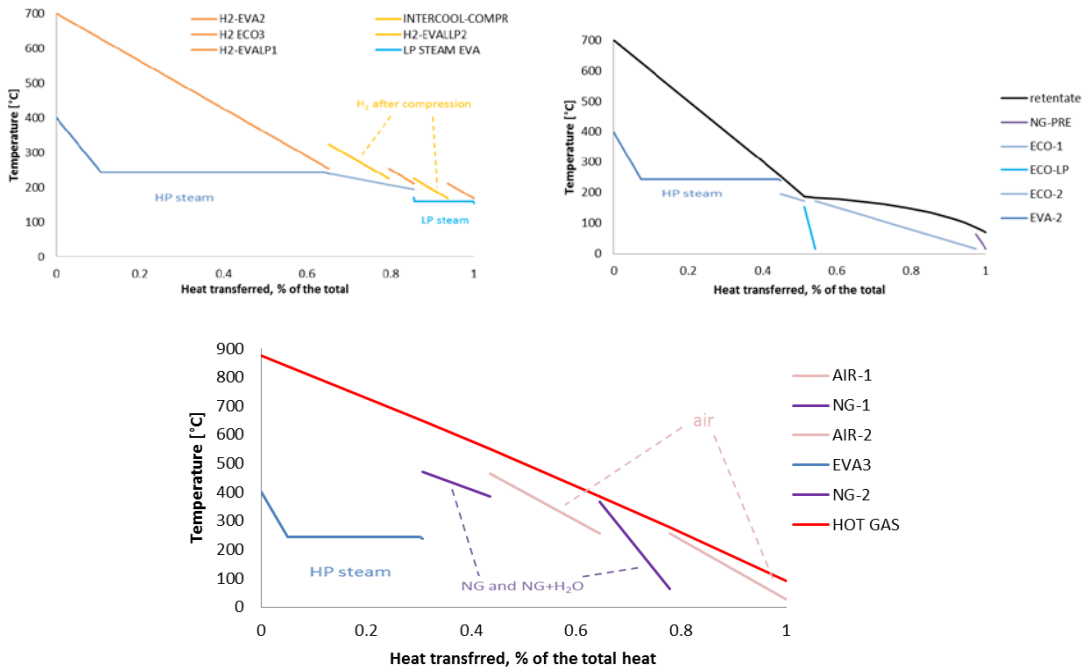 H2-EVA2
INTERCOOL-COMPR
H2 ECO3
H2-EVALLP2
H2-EVALP1
LP STEAM EVA
700
600
500
400
300
200
100
0
Temperature [°C]
H₂ after compression
HP steam
LP steam
0
0.2
0.4
0.6
0.8
1
Heat transferred, % of the total
700
600
500
400
300
200
100
0
Temperature [°C]
HP steam
0
0.2
0.4
0.6
0.8
1
Heat transferred, % of the total
retentate
NG-PRE
ECO-1
ECO-LP
ECO-2
EVA-2
900
800
700
600
500
400
300
200
100
0
Temperature [°C]
air
HP steam
NG and NG+H₂O
0
0.2
0.4
0.6
0.8
1
Heat transfrred, % of the total heat
AIR-1
NG-1
AIR-2
EVA3
NG-2
HOT GAS